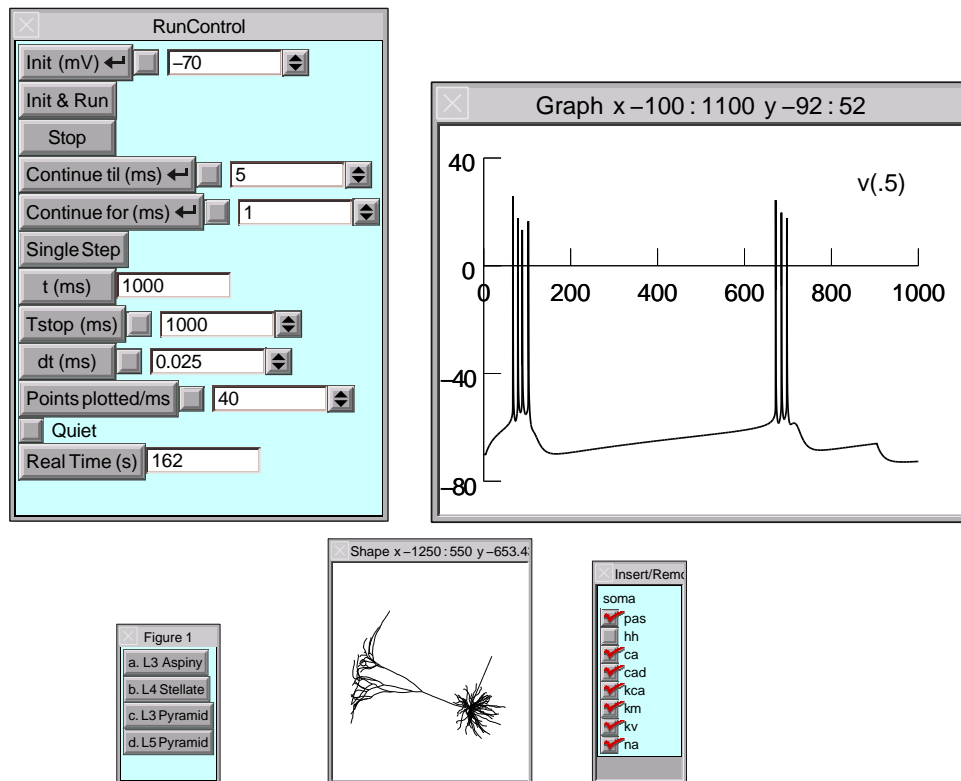 RunControl
Init (mV)
–70
Init & Run
Stop
Continue til (ms)
5
Continue for (ms)
1
Single Step
t (ms)
1000
Tstop (ms)
1000
dt (ms)
0.025
Points plotted/ms
40
Quiet
Real Time (s)
162
Graph x –100 : 1100 y –92 : 52
40
v(.5)
0
0 200 400 600 800 1000
–40
–80
Figure 1
a. L3 Aspiny
b. L4 Stellate
c. L3 Pyramid
d. L5 Pyramid
Shape x –1250 : 550 y –653.4
Insert/Remo
soma
pas
hh
ca
cad
kca
km
kv
na